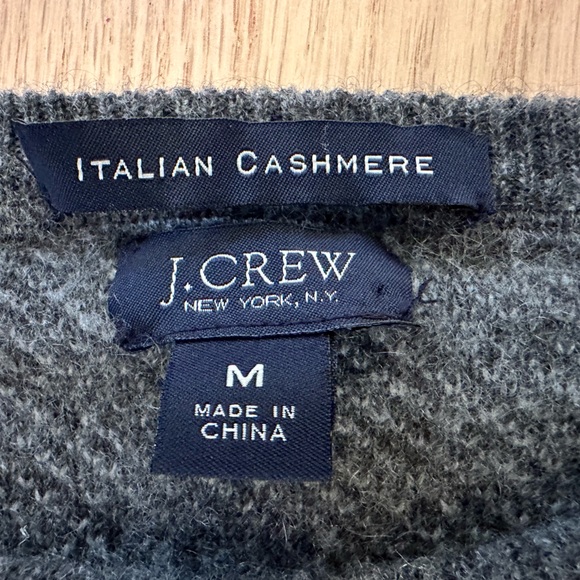 ITALIAN CASHMERE
J.CREW
NEW YORK, N.Y.
M
MADE IN
CHINA